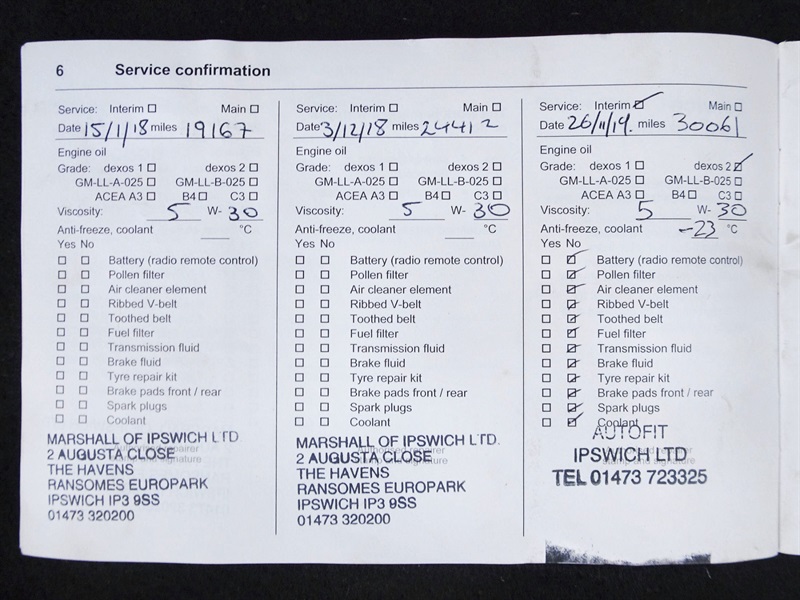 6 Service confirmation
Service: Interim ☐ Main ☐
Date 15/1/18 miles 19167
Engine oil
Grade: dexos 1 ☐ dexos 2 ☐
GM-LL-A-025 ☐ GM-LL-B-025 ☐
ACEA A3 ☐ B4 ☐ C3 ☐
Viscosity: 5 W- 30
Anti-freeze, coolant ____ °C
Yes No
☐ ☐ Battery (radio remote control)
☐ ☐ Pollen filter
☐ ☐ Air cleaner element
☐ ☐ Ribbed V-belt
☐ ☐ Toothed belt
☐ ☐ Fuel filter
☐ ☐ Transmission fluid
☐ ☐ Brake fluid
☐ ☐ Tyre repair kit
☐ ☐ Brake pads front / rear
☐ ☐ Spark plugs
☐ ☐ Coolant
MARSHALL OF IPSWICH LTD
2 AUGUSTA CLOSE
THE HAVENS
RANSOMES EUROPARK
IPSWICH IP3 9SS
01473 320200
Service: Interim ☐ Main ☐
Date 3/12/18 miles 24412
Engine oil
Grade: dexos 1 ☐ dexos 2 ☐
GM-LL-A-025 ☐ GM-LL-B-025 ☐
ACEA A3 ☐ B4 ☐ C3 ☐
Viscosity: 5 W- 30
Anti-freeze, coolant ____ °C
Yes No
☐ ☐ Battery (radio remote control)
☐ ☐ Pollen filter
☐ ☐ Air cleaner element
☐ ☐ Ribbed V-belt
☐ ☐ Toothed belt
☐ ☐ Fuel filter
☐ ☐ Transmission fluid
☐ ☐ Brake fluid
☐ ☐ Tyre repair kit
☐ ☐ Brake pads front / rear
☐ ☐ Spark plugs
☐ ☐ Coolant
MARSHALL OF IPSWICH LTD.
2 AUGUSTA CLOSE
THE HAVENS
RANSOMES EUROPARK
IPSWICH IP3 9SS
01473 320200
Service: Interim ☑ Main ☐
Date 26/11/19. miles 30061
Engine oil
Grade: dexos 1 ☐ dexos 2 ☑
GM-LL-A-025 ☐ GM-LL-B-025 ☐
ACEA A3 ☐ B4 ☐ C3 ☐
Viscosity: 5 W- 30
Anti-freeze, coolant -23 °C
Yes No
☐ ☑ Battery (radio remote control)
☐ ☑ Pollen filter
☐ ☑ Air cleaner element
☐ ☑ Ribbed V-belt
☐ ☑ Toothed belt
☐ ☑ Fuel filter
☐ ☑ Transmission fluid
☐ ☑ Brake fluid
☐ ☑ Tyre repair kit
☐ ☑ Brake pads front / rear
☐ ☑ Spark plugs
☐ ☑ Coolant
AUTOFIT
IPSWICH LTD
TEL 01473 723325